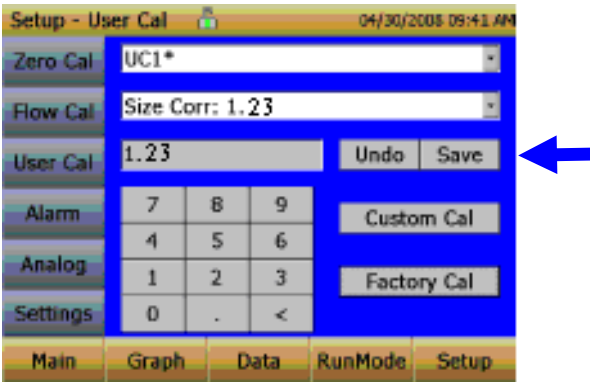 Setup - User Cal 04/30/2008 09:41 AM
Zero Cal
UC1*
Flow Cal
Size Corr: 1.23
User Cal
1.23
Undo Save
Alarm
7 8 9
Custom Cal
4 5 6
Analog
1 2 3
Factory Cal
Settings
0 . <
Main Graph Data RunMode Setup